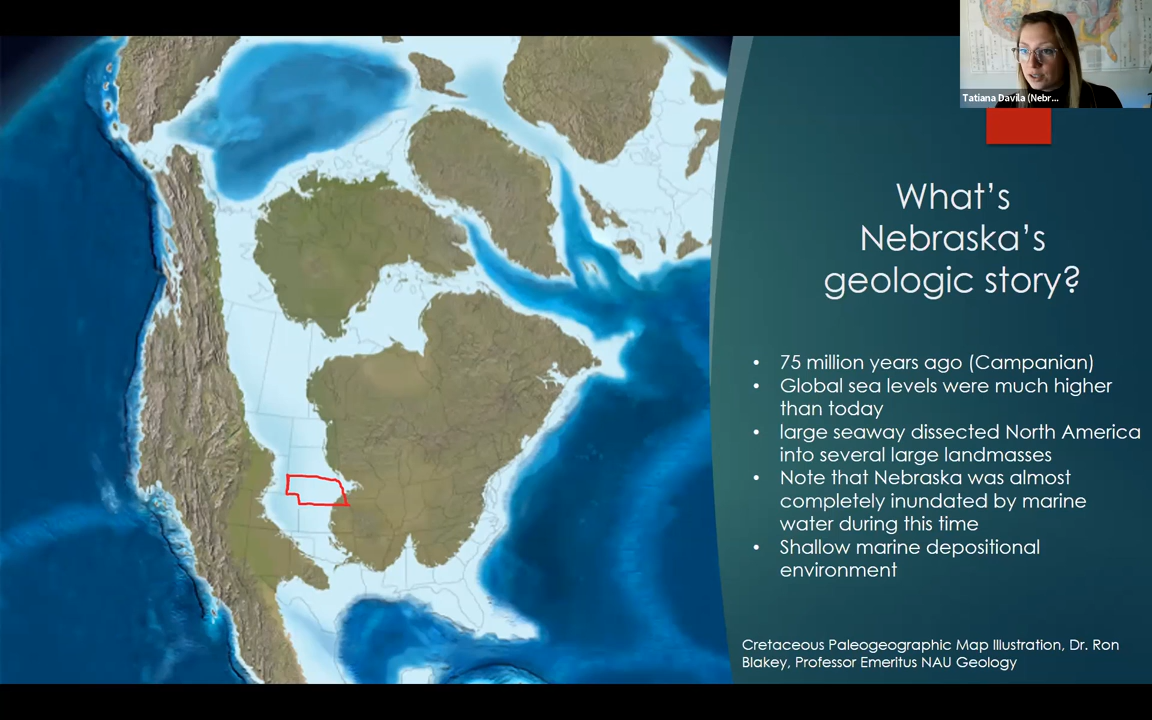 Tatiana Davila (Nebr...
What's
Nebraska's
geologic story?
• 75 million years ago (Campanian)
• Global sea levels were much higher
than today
• large seaway dissected North America
into several large landmasses
• Note that Nebraska was almost
completely inundated by marine
water during this time
• Shallow marine depositional
environment
Cretaceous Paleogeographic Map Illustration, Dr. Ron
Blakey, Professor Emeritus NAU Geology